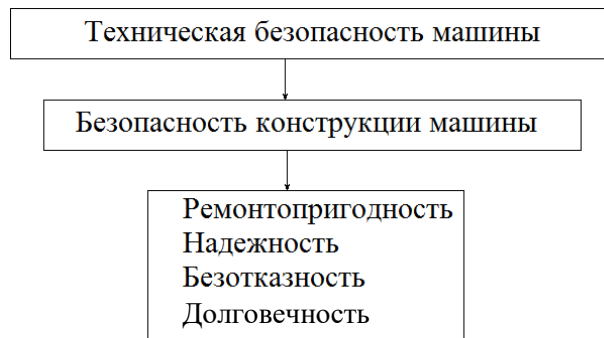 Техническая безопасность машины
Безопасность конструкции машины
Ремонтопригодность
Надежность
Безотказность
Долговечность